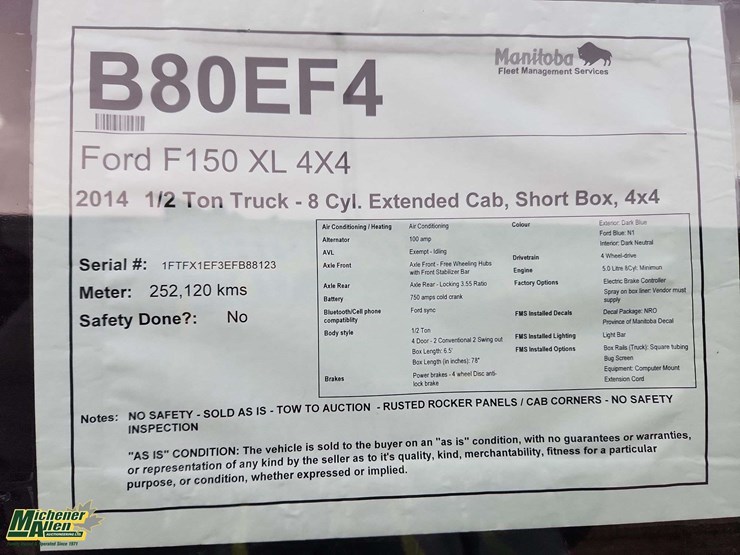 B80EF4
Manitoba
Fleet Management Services
Ford F150 XL 4X4
2014 1/2 Ton Truck - 8 Cyl. Extended Cab, Short Box, 4x4
Serial #: 1FTFX1EF3EFB88123
Meter: 252,120 kms
Safety Done?: No
Air Conditioning / Heating Air Conditioning
Alternator 100 amp
AVL Exempt - Idling
Axle Front Axle Front - Free Wheeling Hubs
with Front Stabilizer Bar
Axle Rear Axle Rear - Locking 3.55 Ratio
Battery 750 amps cold crank
Bluetooth/Cell phone Ford sync
compatiblity
Body style 1/2 Ton
4 Door - 2 Conventional 2 Swing out
Box Length: 6.5'
Box Length (in inches): 78"
Brakes Power brakes - 4 wheel Disc anti-
lock brake
Colour Exterior: Dark Blue
Ford Blue: N1
Interior: Dark Neutral
Drivetrain 4 Wheel-drive
Engine 5.0 Litre 8Cyl. Minimun
Factory Options Electric Brake Controller
Spray on box liner: Vendor must
supply
FMS Installed Decals Decal Package: NRO
Province of Manitoba Decal
FMS Installed Lighting Light Bar
FMS Installed Options Box Rails (Truck): Square tubing
Bug Screen
Equipment: Computer Mount
Extension Cord
Notes: NO SAFETY - SOLD AS IS - TOW TO AUCTION - RUSTED ROCKER PANELS / CAB CORNERS - NO SAFETY
INSPECTION
"AS IS" CONDITION: The vehicle is sold to the buyer on an "as is" condition, with no guarantees or warranties,
or representation of any kind by the seller as to it's quality, kind, merchantability, fitness for a particular
purpose, or condition, whether expressed or implied.
Michener
Allen
AUCTIONEERING LTD.
Operated Since 1977